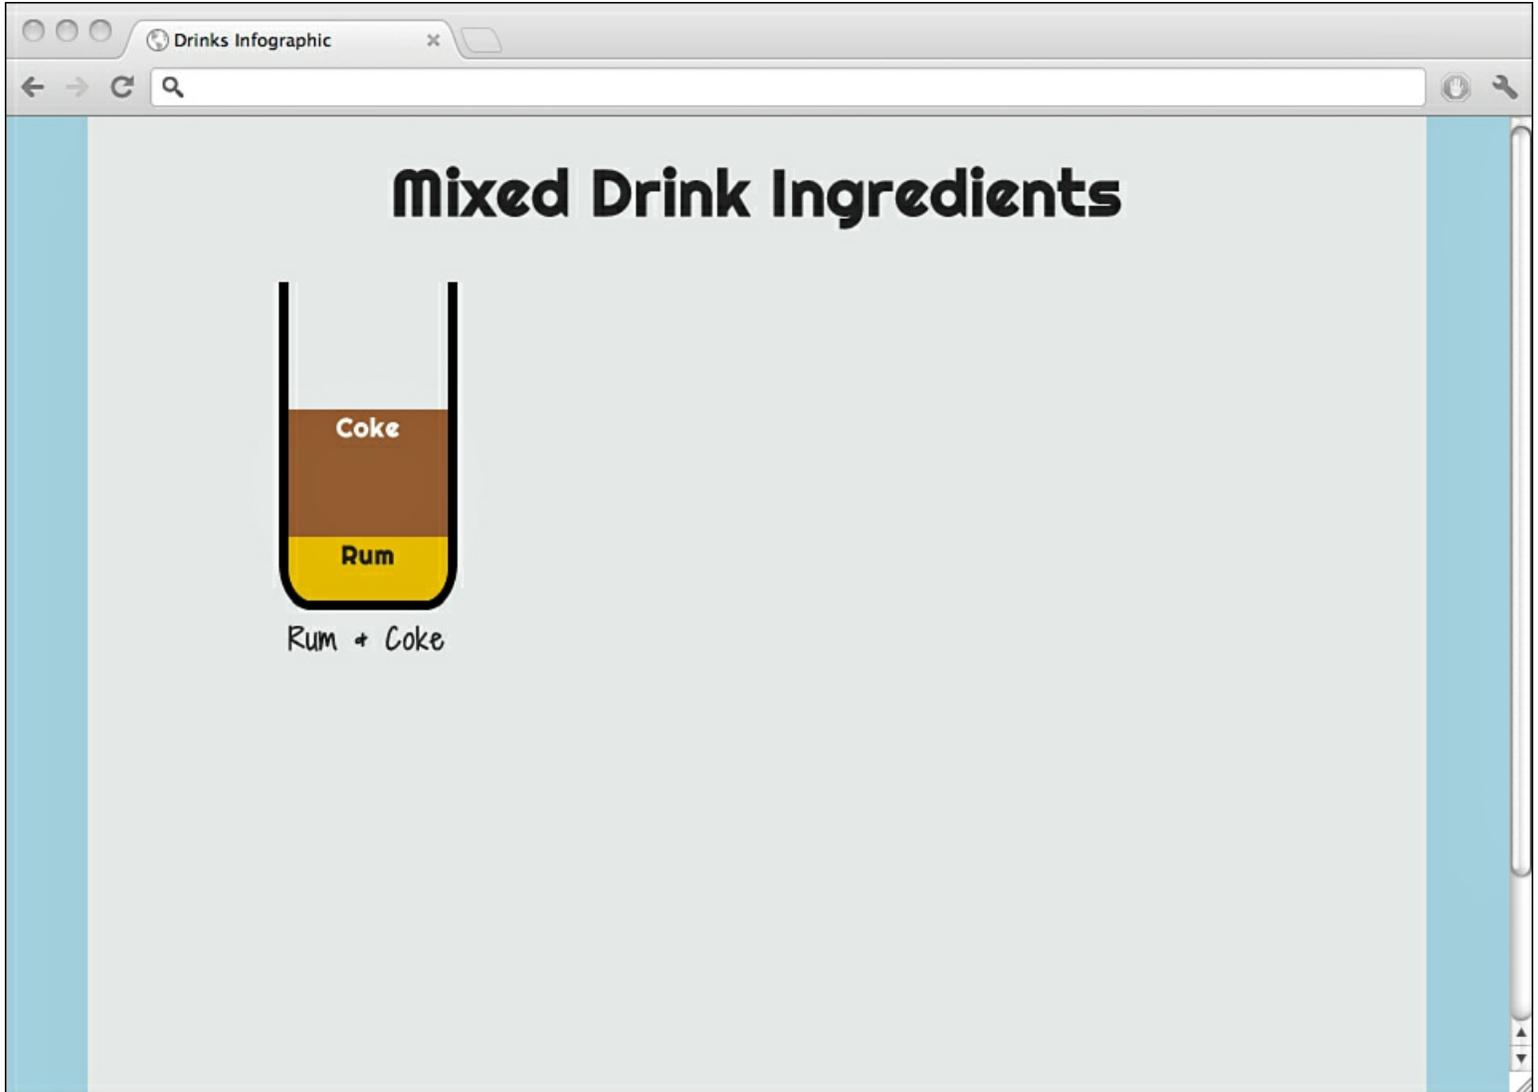 Drinks Infographic
Mixed Drink Ingredients
Coke
Rum
Rum & Coke